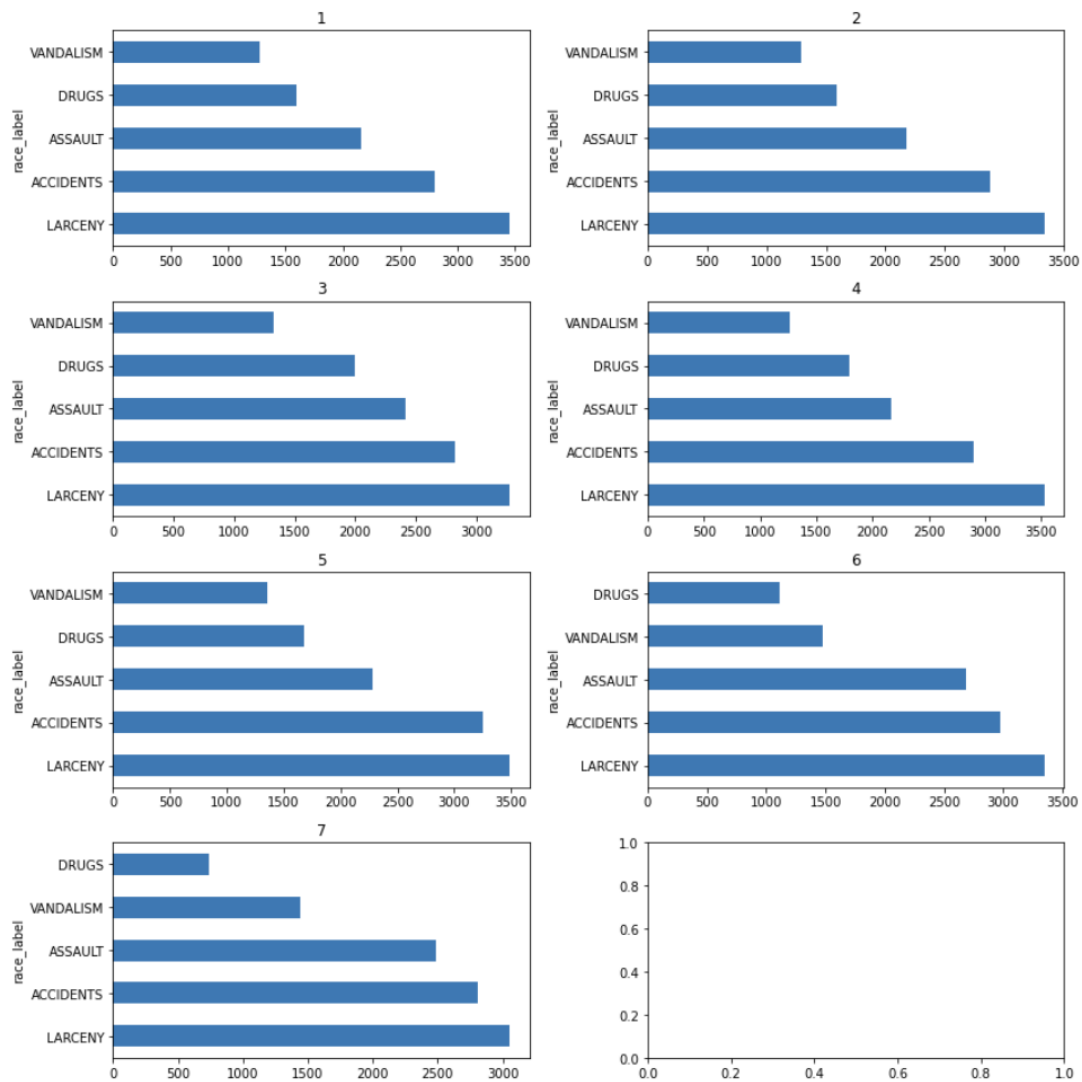 1
race_label
VANDALISM
DRUGS
ASSAULT
ACCIDENTS
LARCENY
0 500 1000 1500 2000 2500 3000 3500
2
race_label
VANDALISM
DRUGS
ASSAULT
ACCIDENTS
LARCENY
0 500 1000 1500 2000 2500 3000 3500
3
race_label
VANDALISM
DRUGS
ASSAULT
ACCIDENTS
LARCENY
0 500 1000 1500 2000 2500 3000
4
race_label
VANDALISM
DRUGS
ASSAULT
ACCIDENTS
LARCENY
0 500 1000 1500 2000 2500 3000 3500
5
race_label
VANDALISM
DRUGS
ASSAULT
ACCIDENTS
LARCENY
0 500 1000 1500 2000 2500 3000 3500
6
race_label
DRUGS
VANDALISM
ASSAULT
ACCIDENTS
LARCENY
0 500 1000 1500 2000 2500 3000 3500
7
race_label
DRUGS
VANDALISM
ASSAULT
ACCIDENTS
LARCENY
0 500 1000 1500 2000 2500 3000
1.0
0.8
0.6
0.4
0.2
0.0
0.0 0.2 0.4 0.6 0.8 1.0